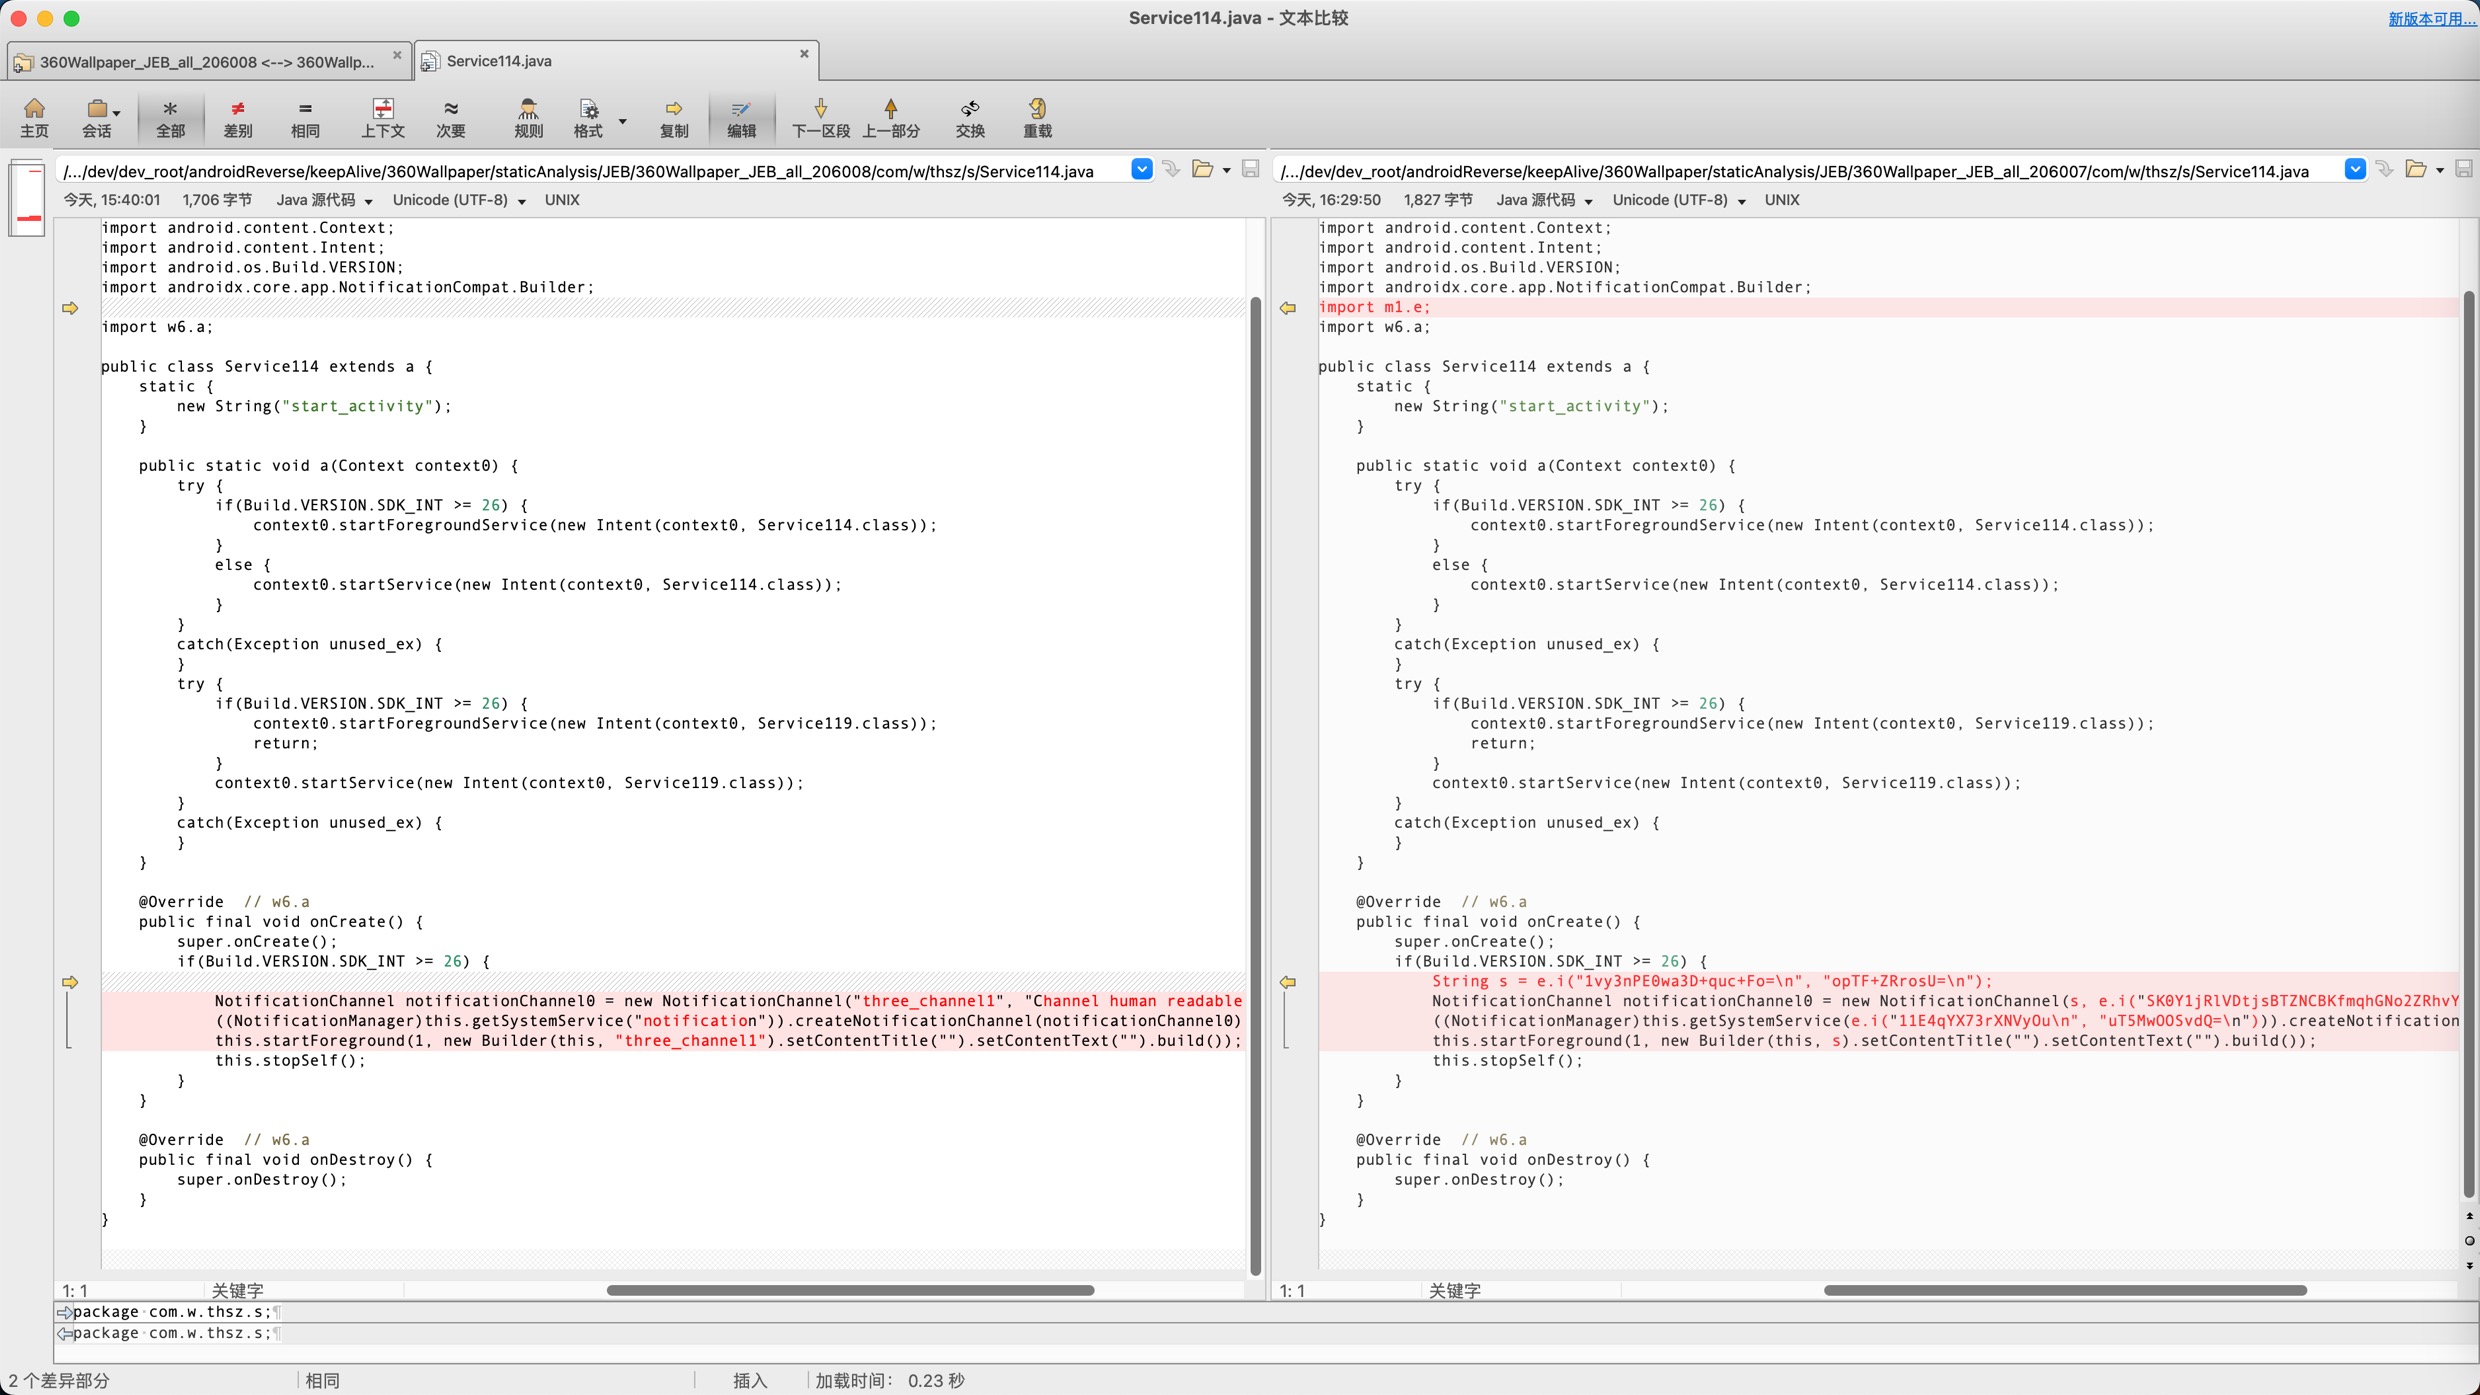 Service114.java - 文本比较
新版本可用...
360Wallpaper_JEB_all_206008 <--> 360Wallp...
Service114.java
主页 会话 全部 差别 相同 上下文 次要 规则 格式 复制 编辑 下一区段 上一部分 交换 重载
/.../dev/dev_root/androidReverse/keepAlive/360Wallpaper/staticAnalysis/JEB/360Wallpaper_JEB_all_206008/com/w/thsz/s/Service114.java
今天, 15:40:01 1,706 字节 Java 源代码 Unicode (UTF-8) UNIX
import android.content.Context;
import android.content.Intent;
import android.os.Build.VERSION;
import androidx.core.app.NotificationCompat.Builder;
import w6.a;
public class Service114 extends a {
static {
new String("start_activity");
}
public static void a(Context context0) {
try {
if(Build.VERSION.SDK_INT >= 26) {
context0.startForegroundService(new Intent(context0, Service114.class));
}
else {
context0.startService(new Intent(context0, Service114.class));
}
}
catch(Exception unused_ex) {
}
try {
if(Build.VERSION.SDK_INT >= 26) {
context0.startForegroundService(new Intent(context0, Service119.class));
return;
}
context0.startService(new Intent(context0, Service119.class));
}
catch(Exception unused_ex) {
}
}
@Override // w6.a
public final void onCreate() {
super.onCreate();
if(Build.VERSION.SDK_INT >= 26) {
NotificationChannel notificationChannel0 = new NotificationChannel("three_channel1", "Channel human readable
((NotificationManager)this.getSystemService("notification")).createNotificationChannel(notificationChannel0)
this.startForeground(1, new Builder(this, "three_channel1").setContentTitle("").setContentText("").build());
this.stopSelf();
}
}
@Override // w6.a
public final void onDestroy() {
super.onDestroy();
}
}
1: 1 关键字
/.../dev/dev_root/androidReverse/keepAlive/360Wallpaper/staticAnalysis/JEB/360Wallpaper_JEB_all_206007/com/w/thsz/s/Service114.java
今天, 16:29:50 1,827 字节 Java 源代码 Unicode (UTF-8) UNIX
import android.content.Context;
import android.content.Intent;
import android.os.Build.VERSION;
import androidx.core.app.NotificationCompat.Builder;
import m1.e;
import w6.a;
public class Service114 extends a {
static {
new String("start_activity");
}
public static void a(Context context0) {
try {
if(Build.VERSION.SDK_INT >= 26) {
context0.startForegroundService(new Intent(context0, Service114.class));
}
else {
context0.startService(new Intent(context0, Service114.class));
}
}
catch(Exception unused_ex) {
}
try {
if(Build.VERSION.SDK_INT >= 26) {
context0.startForegroundService(new Intent(context0, Service119.class));
return;
}
context0.startService(new Intent(context0, Service119.class));
}
catch(Exception unused_ex) {
}
}
@Override // w6.a
public final void onCreate() {
super.onCreate();
if(Build.VERSION.SDK_INT >= 26) {
String s = e.i("1vy3nPE0wa3D+quc+Fo=\n", "opTF+ZRrosU=\n");
NotificationChannel notificationChannel0 = new NotificationChannel(s, e.i("SK0Y1jRlVDtjsBTZNCBKfmqhGNo2ZRhvY
((NotificationManager)this.getSystemService(e.i("11E4qYX73rXNVyOu\n", "uT5MwOOSvdQ=\n"))).createNotification
this.startForeground(1, new Builder(this, s).setContentTitle("").setContentText("").build());
this.stopSelf();
}
}
@Override // w6.a
public final void onDestroy() {
super.onDestroy();
}
}
1: 1 关键字
package·com.w.thsz.s;¶
package·com.w.thsz.s;¶
2 个差异部分 相同 插入 加载时间： 0.23 秒